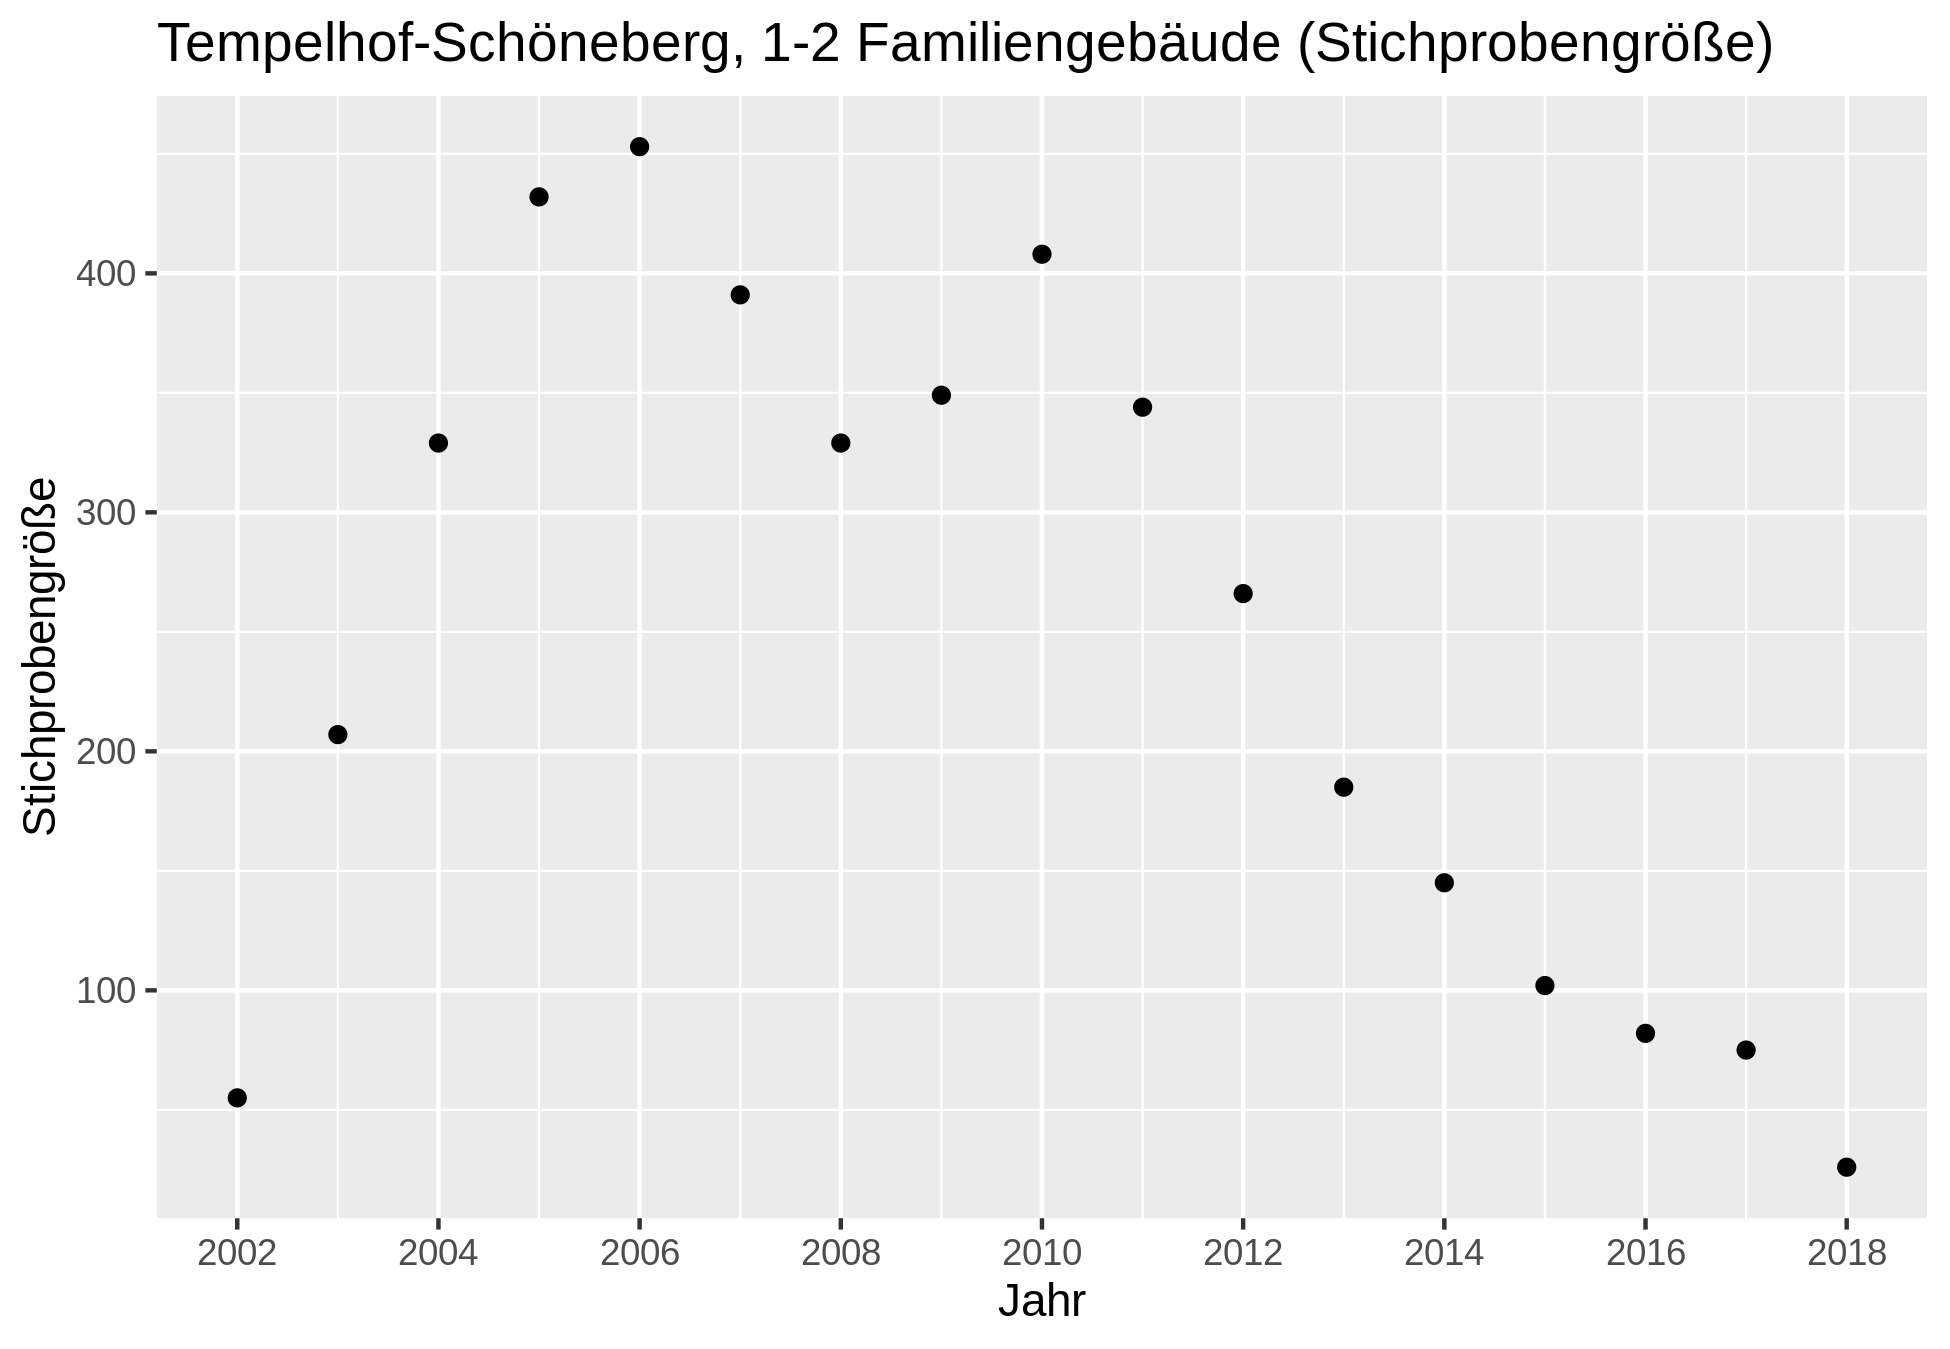 Tempelhof-Schöneberg, 1-2 Familiengebäude (Stichprobengröße)
Stichprobengröße
400
300
200
100
2002 2004 2006 2008 2010 2012 2014 2016 2018
Jahr